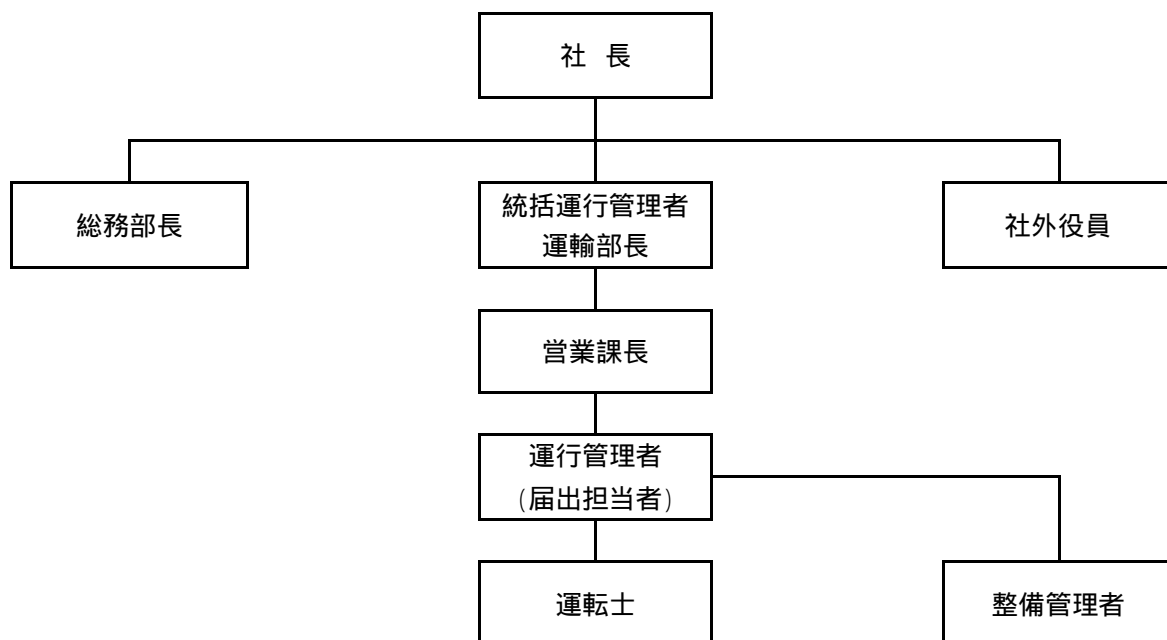 社 長
総務部長
統括運行管理者
運輸部長
社外役員
営業課長
運行管理者
(届出担当者)
運転士
整備管理者